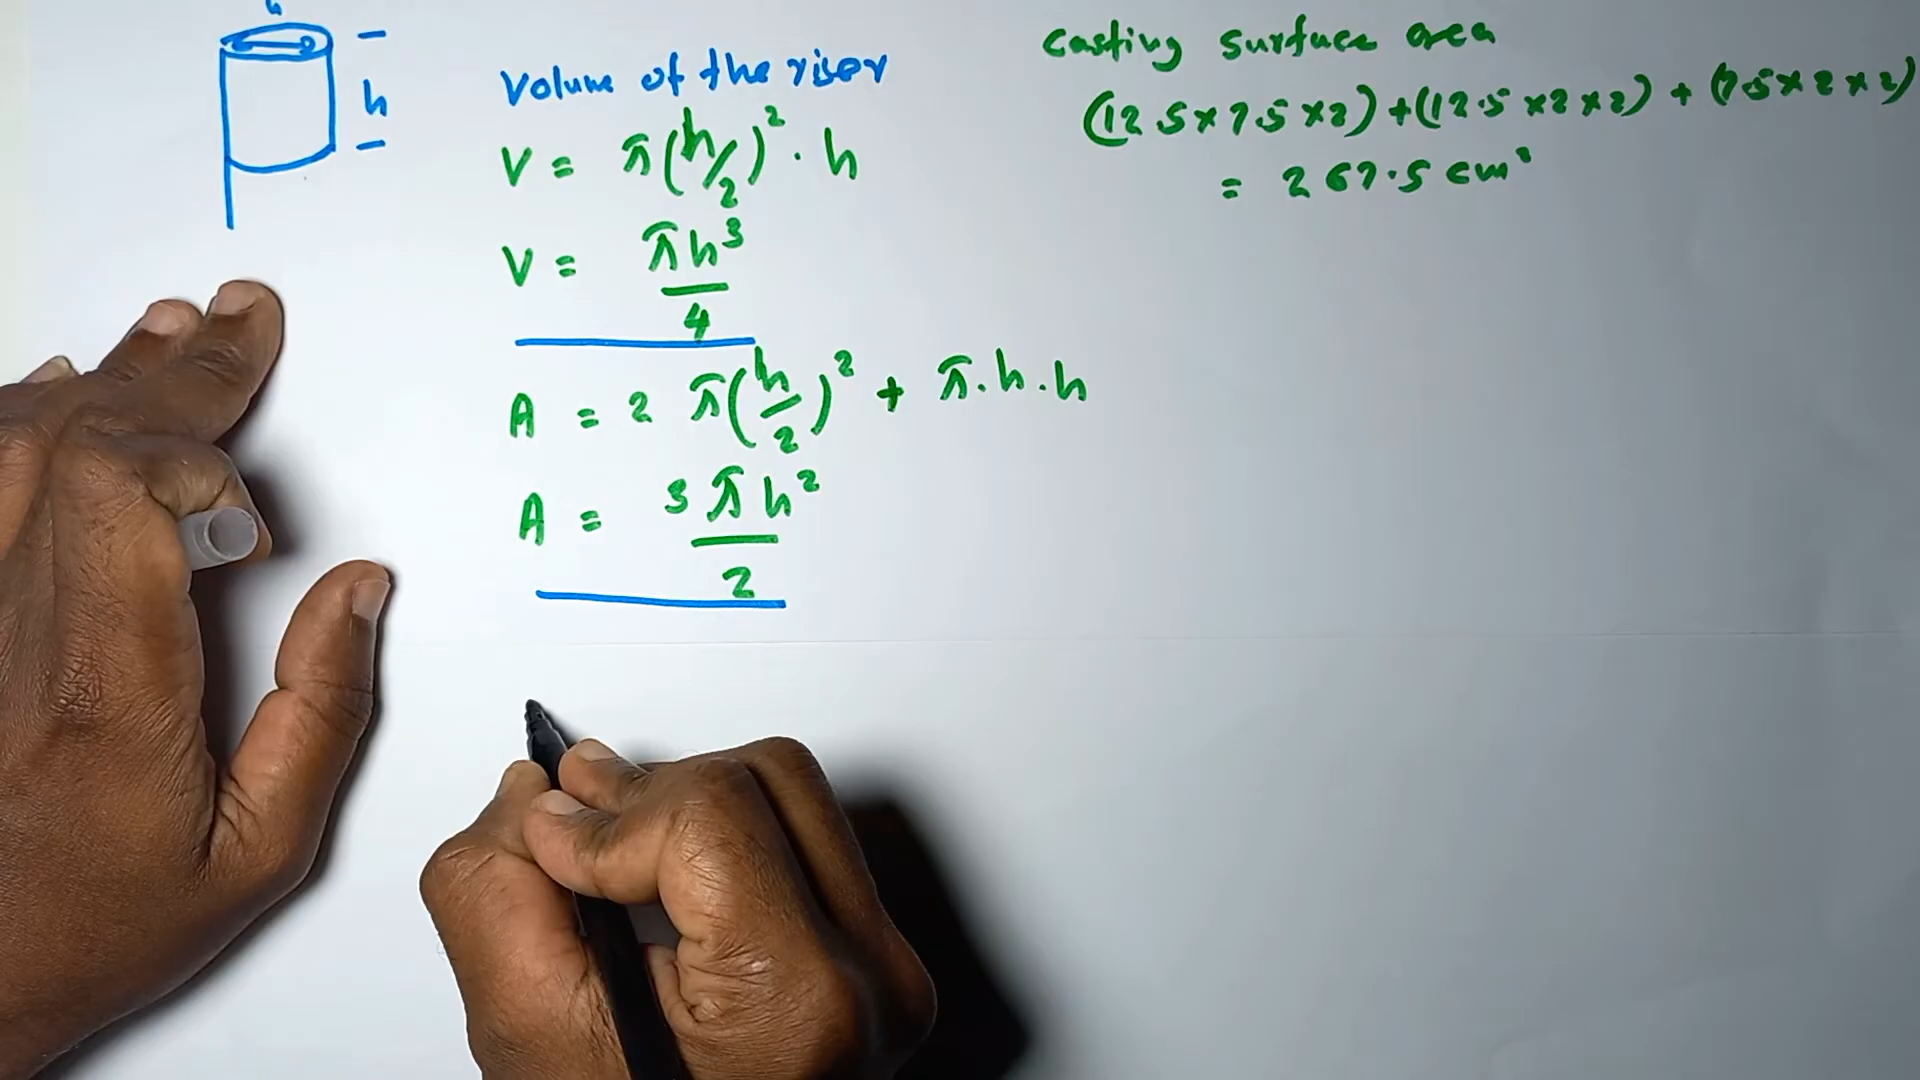 h
Volume of the riser
V = π(h/2)² · h
V = πh³/4
A = 2 π(h/2)² + π.h.h
A = 3πh²/2
Casting surface area
(12.5×7.5×2)+(12.5×2×2)+(7.5×2×2)
= 267.5 cm²